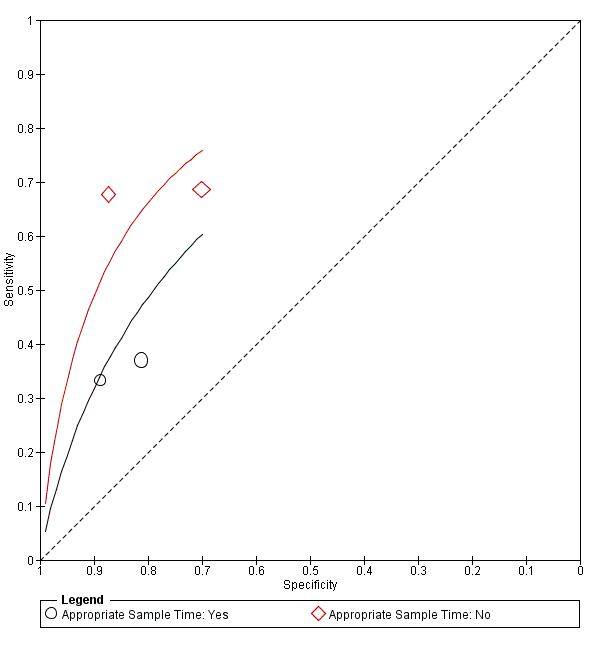 1
0.9
0.8
0.7
0.6
0.5
0.4
0.3
0.2
0.1
0
Sensitivity
1 0.9 0.8 0.7 0.6 0.5 0.4 0.3 0.2 0.1 0
Specificity
Legend
Appropriate Sample Time: Yes Appropriate Sample Time: No